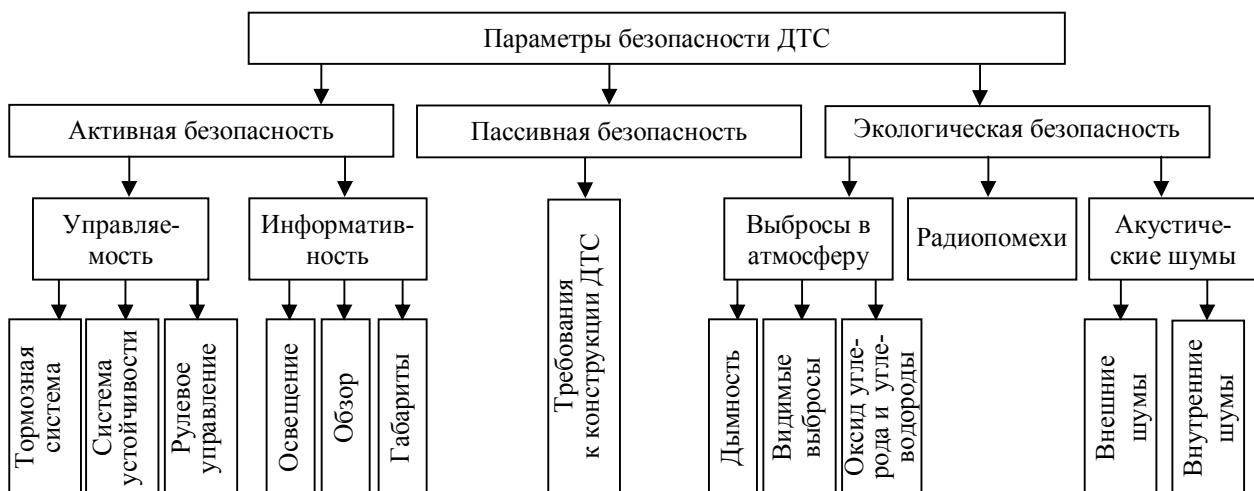 Параметры безопасности ДТС
Активная безопасность
Пассивная безопасность
Экологическая безопасность
Управляе-
мость
Информатив-
ность
Выбросы в
атмосферу
Радиопомехи
Акустиче-
ские шумы
Тормозная
система
Система
устойчивости
Рулевое
управление
Освещение
Обзор
Габариты
Требования
к конструкции ДТС
Дымность
Видимые
выбросы
Оксид угле-
рода и угле-
водороды
Внешние
шумы
Внутренние
шумы